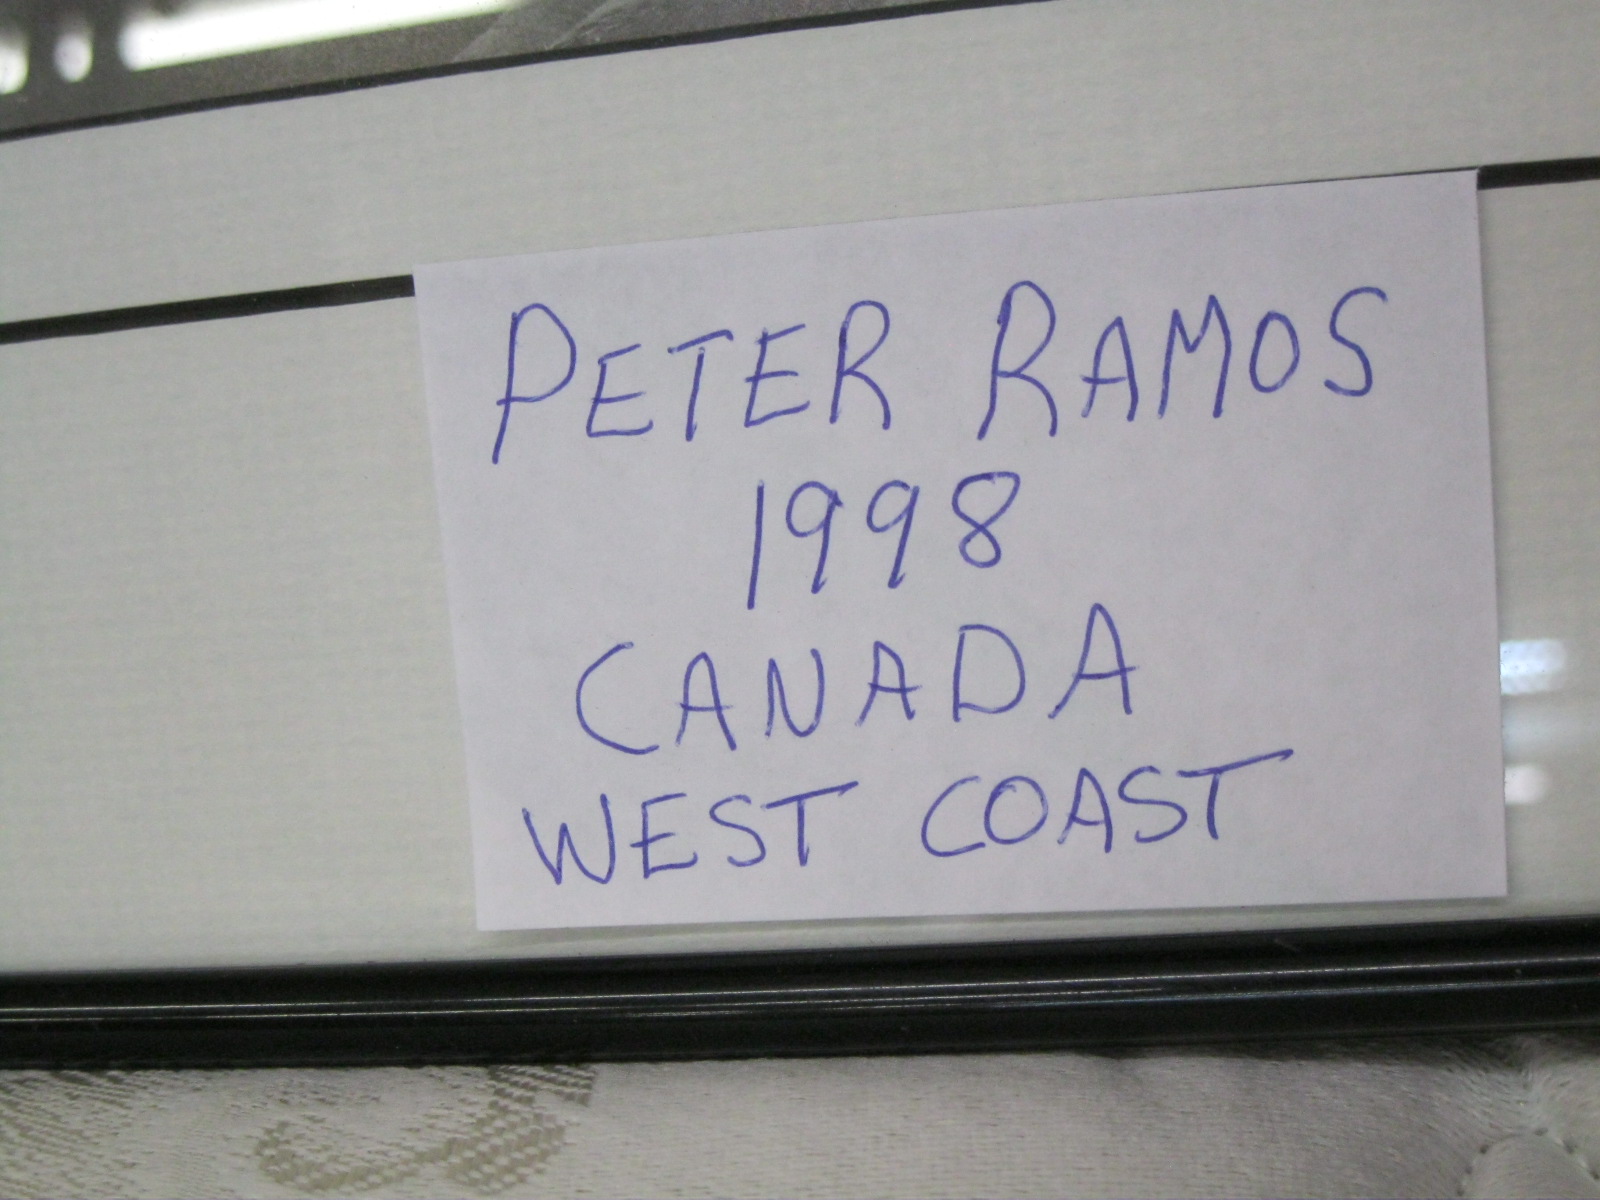 PETER RAMOS
1998
CANADA
WEST COAST